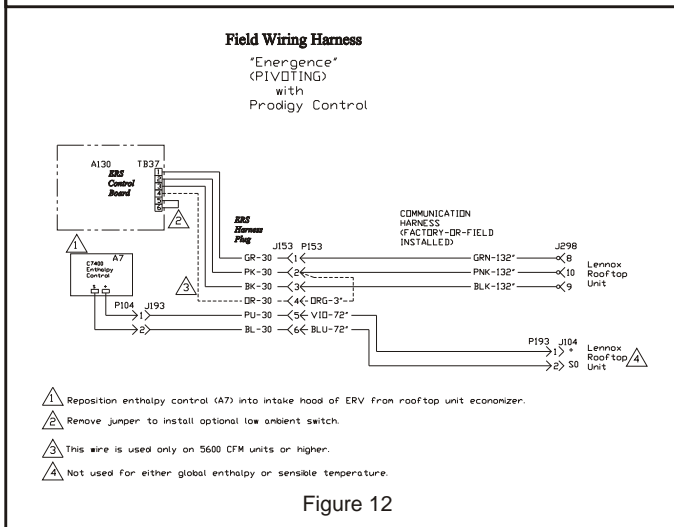 Field Wiring Harness
"Energence"
(PIVOTING)
with
Prodigy Control
A130 TB37
ERS
Control
Board
1
2
3
4
5
6
2
1
A7
C7400
Enthalpy
Control
S +
3
P104 J193
1
2
ERS
Harness
Plug
J153 P153
COMMUNICATION
HARNESS
(FACTORY-OR-FIELD
INSTALLED)
J298
GR-30 1 GRN-132" 8
PK-30 2 PNK-132" 10
BK-30 3 BLK-132" 9
Lennox
Rooftop
Unit
OR-30 4 ORG-3"
PU-30 5 VIO-72"
BL-30 6 BLU-72"
P193 J104
1 +
2 SO
Lennox
Rooftop
Unit
4
1 Reposition enthalpy control (A7) into intake hood of ERV from rooftop unit economizer.
2 Remove jumper to install optional low ambient switch.
3 This wire is used only on 5600 CFM units or higher.
4 Not used for either global enthalpy or sensible temperature.
Figure 12